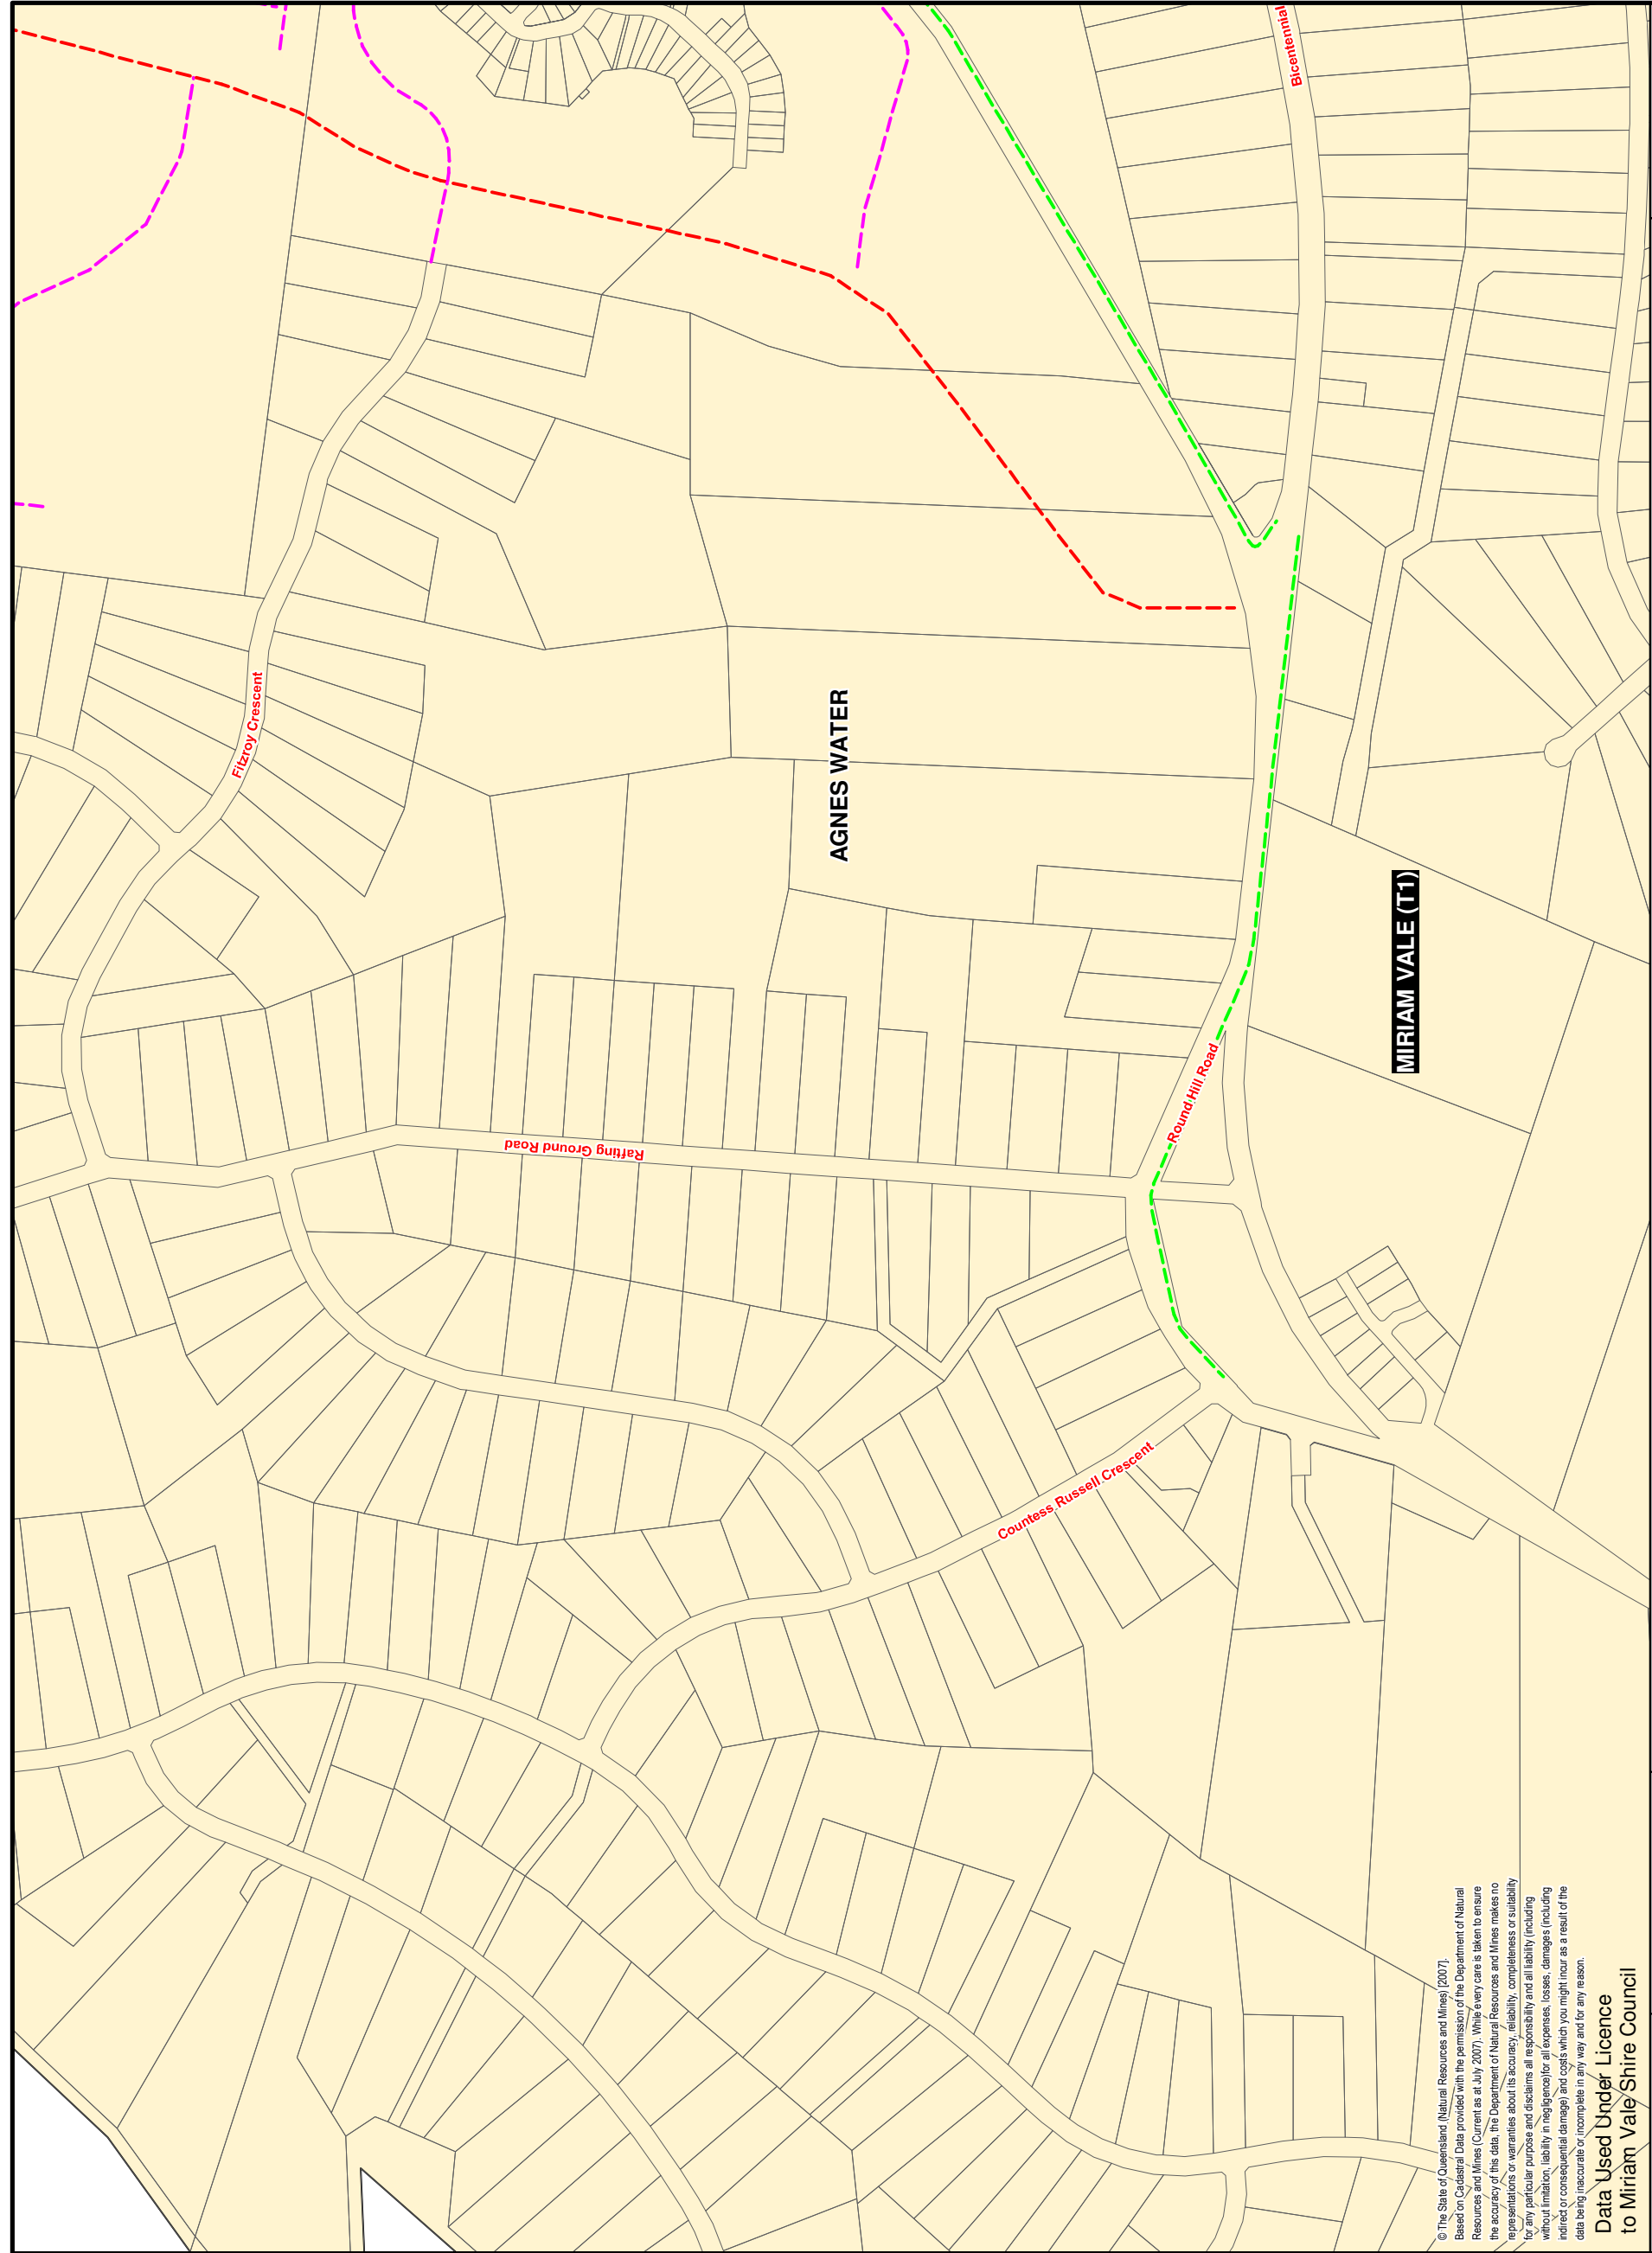 Bicentennial
Fitzroy Crescent
AGNES WATER
MIRIAM VALE (T1)
Rafting Ground Road
Round Hill Road
Countess Russell Crescent
© The State of Queensland (Natural Resources and Mines) [2007].
Based on Cadastral Data provided with the permission of the Department of Natural
Resources and Mines (Current as at July 2007). While every care is taken to ensure
the accuracy of this data, the Department of Natural Resources and Mines makes no
representations or warranties about its accuracy, reliability, completeness or suitability
for any particular purpose and disclaims all responsibility and all liability (including
without limitation, liability in negligence)for all expenses, losses, damages (including
indirect or consequential damage) and costs which you might incur as a result of the
data being inaccurate or incomplete in any way and for any reason.
Data Used Under Licence
to Miriam Vale Shire Council